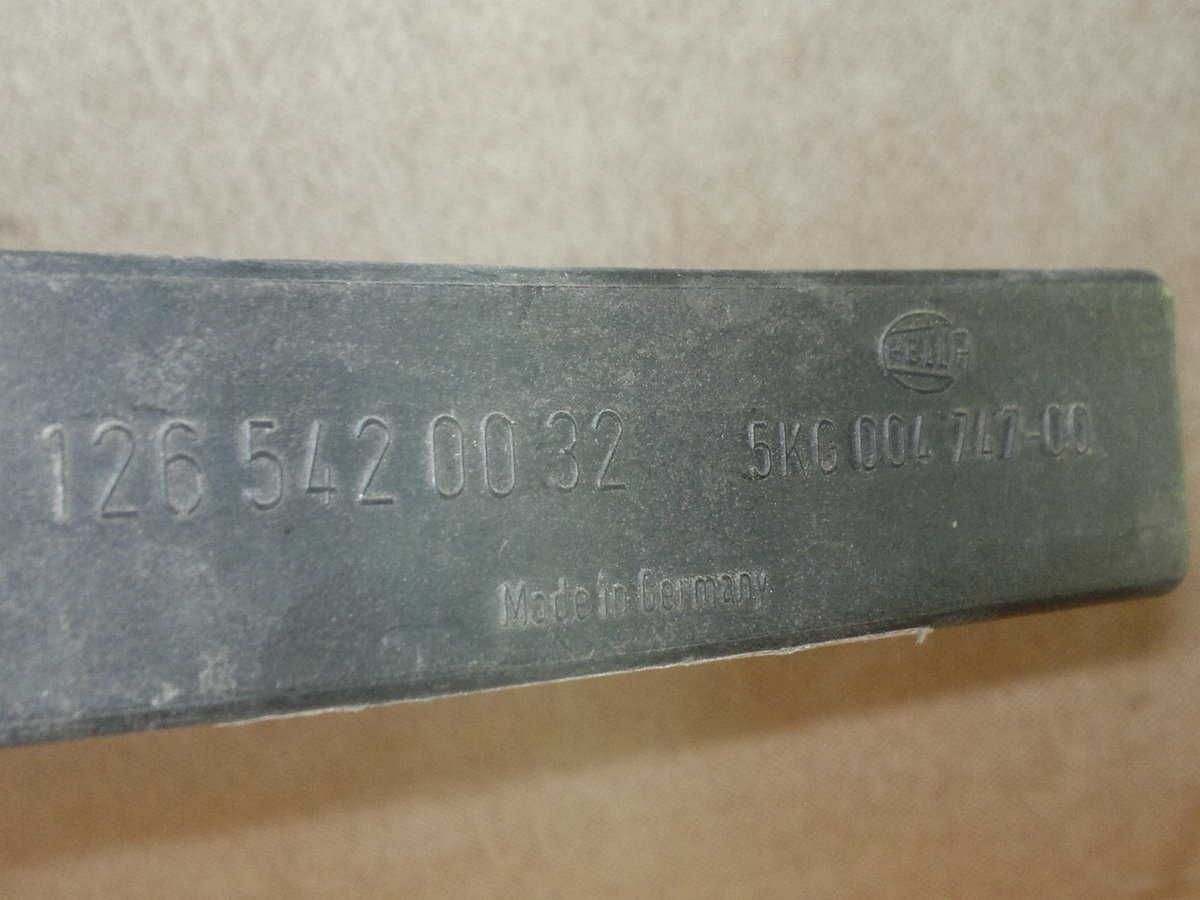 HELLA
126 542 00 32 5KG 004 747-00
Made in Germany